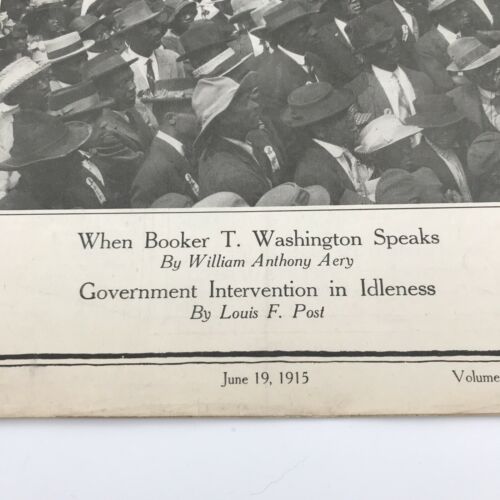 When Booker T. Washington Speaks
By William Anthony Aery
Government Intervention in Idleness
By Louis F. Post
June 19, 1915
Volume